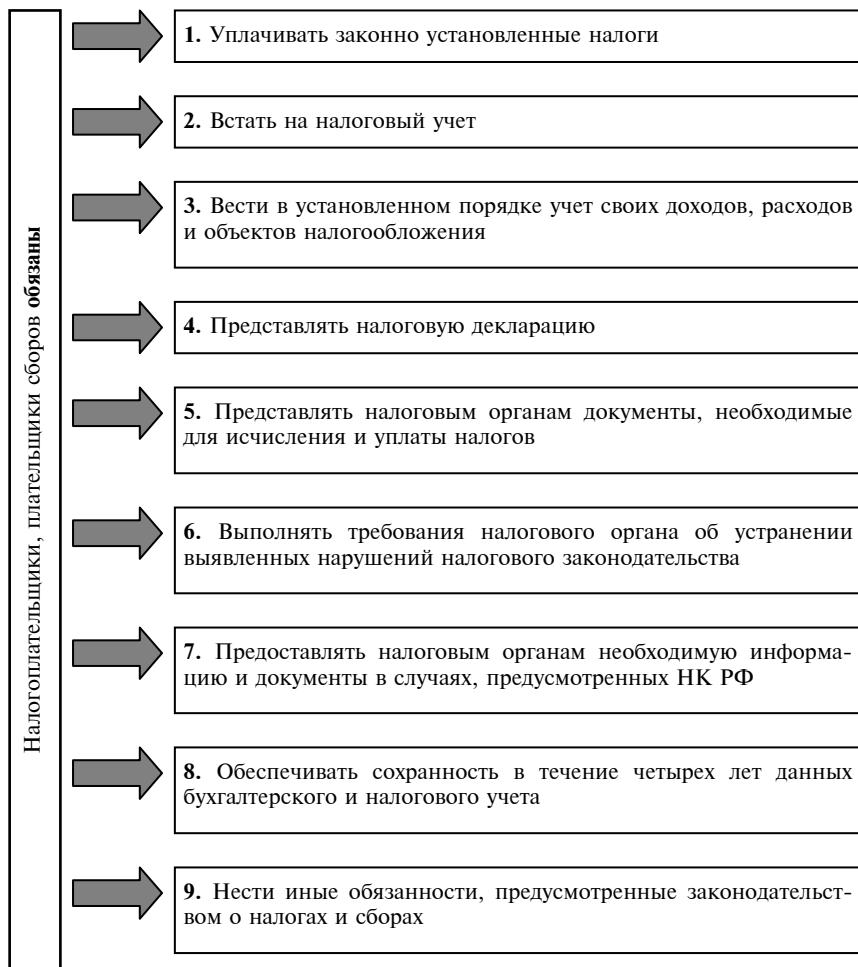 Налогоплательщики, плательщики сборов обязаны
1. Уплачивать законно установленные налоги
2. Встать на налоговый учет
3. Вести в установленном порядке учет своих доходов, расходов
и объектов налогообложения
4. Представлять налоговую декларацию
5. Представлять налоговым органам документы, необходимые
для исчисления и уплаты налогов
6. Выполнять требования налогового органа об устранении
выявленных нарушений налогового законодательства
7. Предоставлять налоговым органам необходимую информа-
цию и документы в случаях, предусмотренных НК РФ
8. Обеспечивать сохранность в течение четырех лет данных
бухгалтерского и налогового учета
9. Нести иные обязанности, предусмотренные законодательст-
вом о налогах и сборах